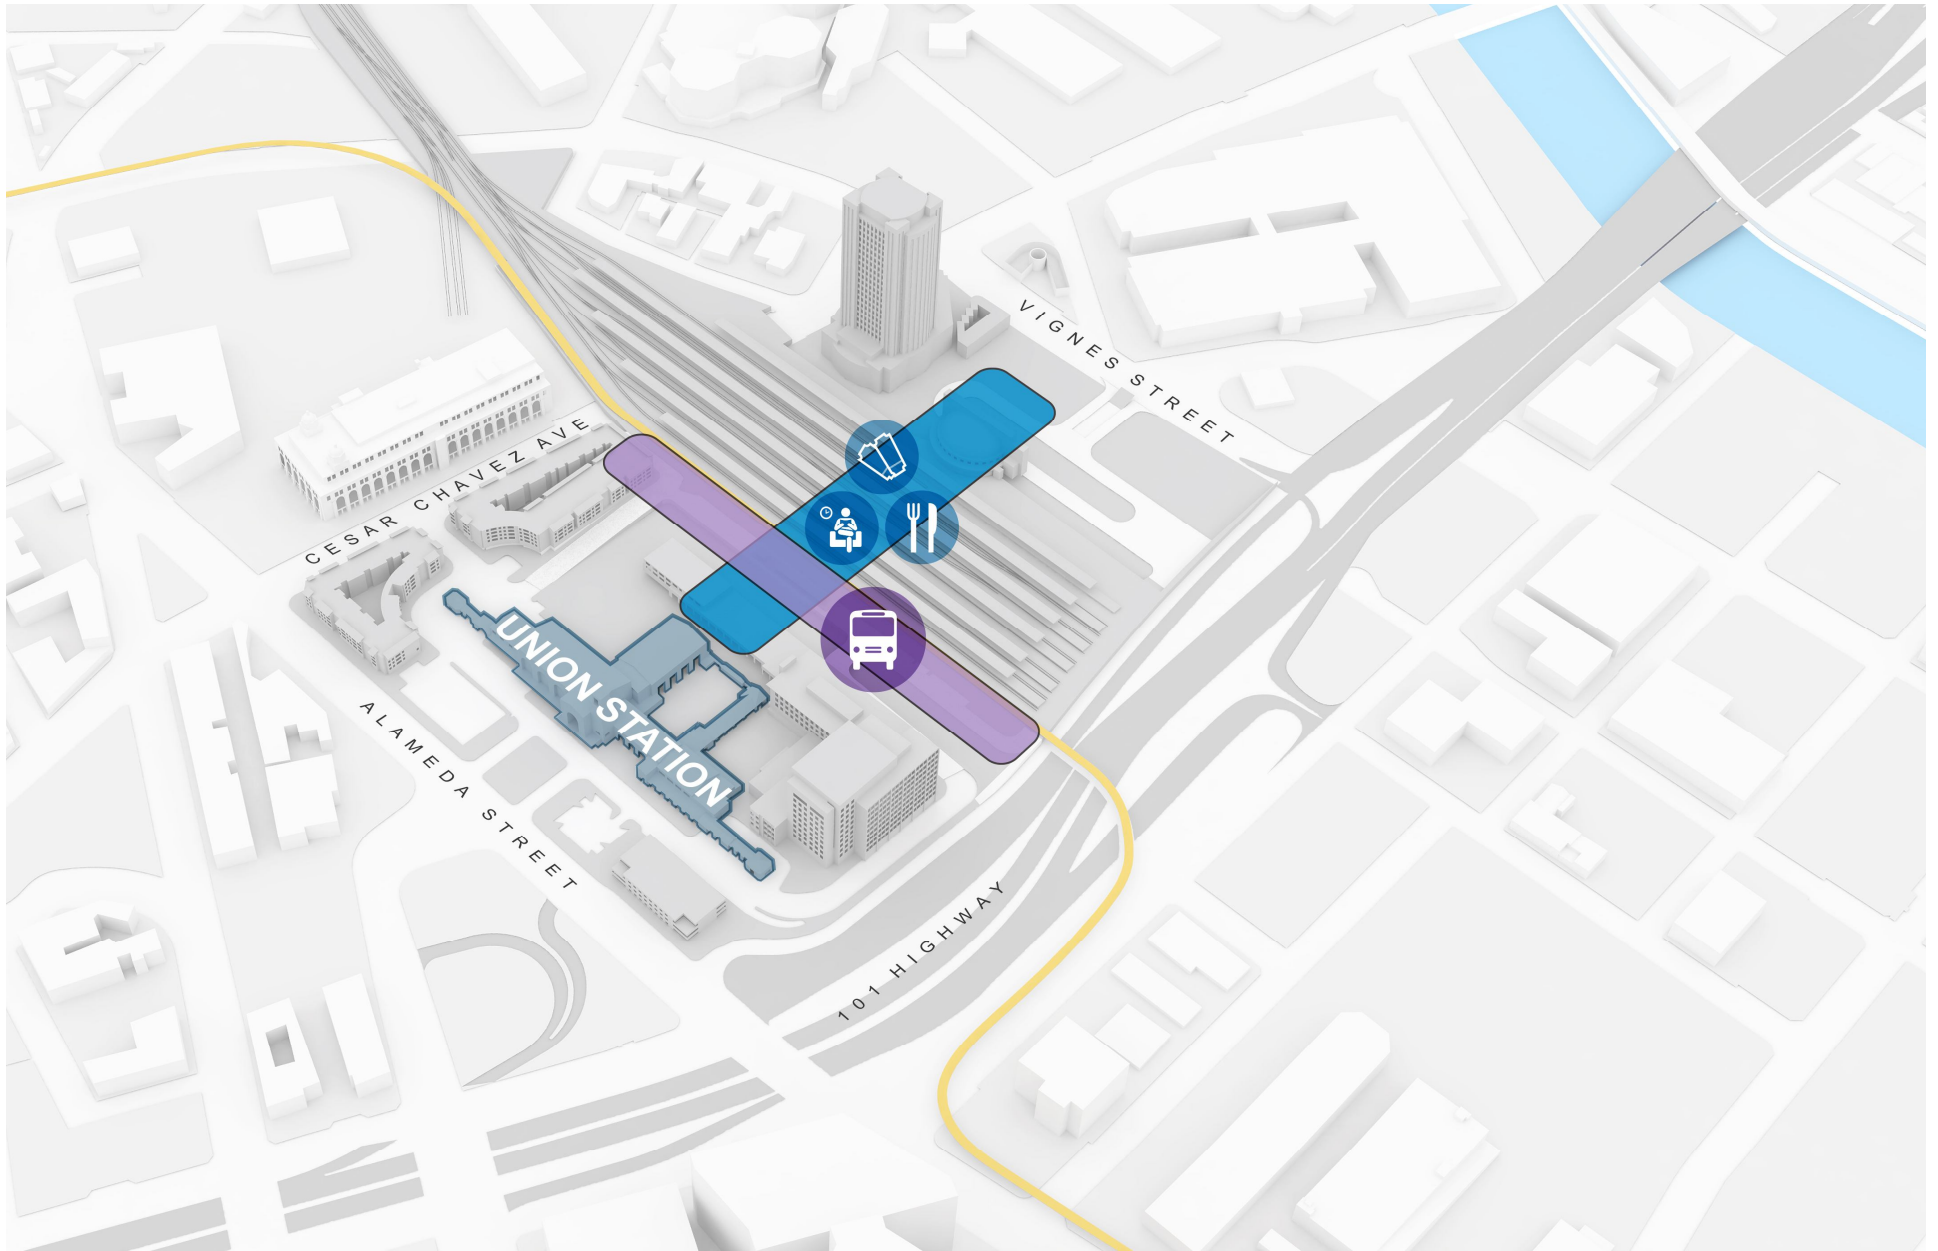 VIGNES STREET
CESAR CHAVEZ AVE
UNION STATION
ALAMEDA STREET
101 HIGHWAY